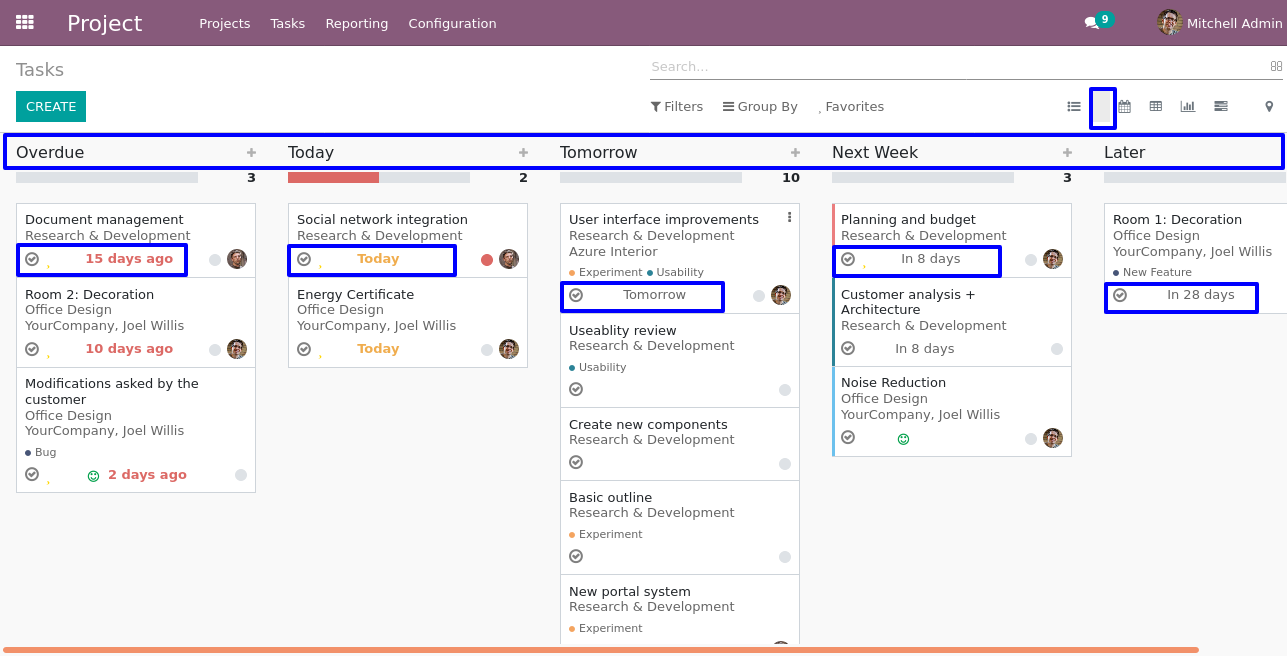 Project
Projects Tasks Reporting Configuration
9
Mitchell Admin
Tasks
Search...
CREATE
Filters Group By Favorites
Overdue
3
Document management
Research & Development
15 days ago
Room 2: Decoration
Office Design
YourCompany, Joel Willis
10 days ago
Modifications asked by the
customer
Office Design
YourCompany, Joel Willis
Bug
2 days ago
Today
2
Social network integration
Research & Development
Today
Energy Certificate
Office Design
YourCompany, Joel Willis
Today
Tomorrow
10
User interface improvements
Research & Development
Azure Interior
Experiment Usability
Tomorrow
Useablity review
Research & Development
Usability
Create new components
Research & Development
Basic outline
Research & Development
Experiment
New portal system
Research & Development
Experiment
Next Week
3
Planning and budget
Research & Development
In 8 days
Customer analysis +
Architecture
Research & Development
In 8 days
Noise Reduction
Office Design
YourCompany, Joel Willis
Later
Room 1: Decoration
Office Design
YourCompany, Joel Willis
New Feature
In 28 days